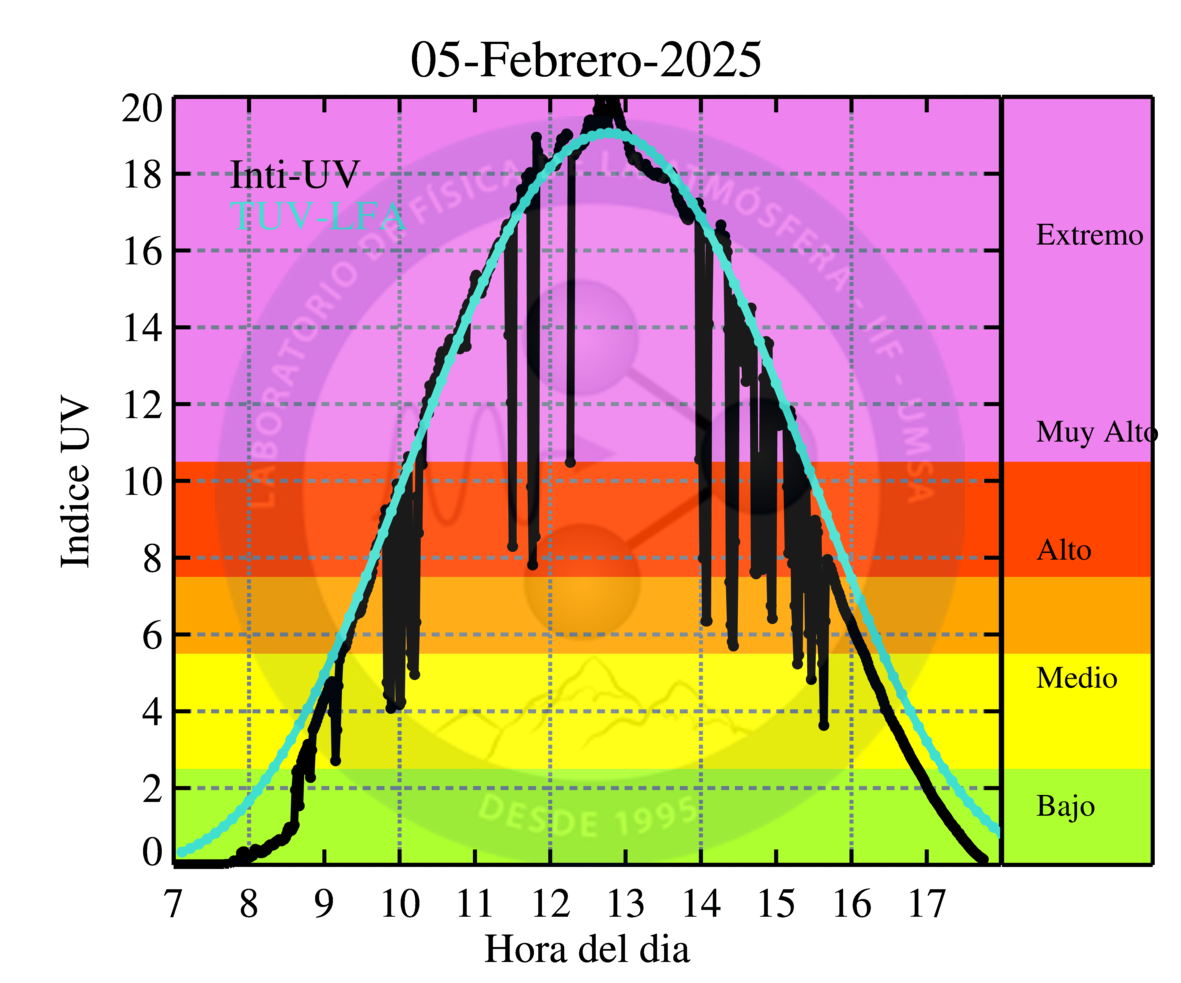 05-Febrero-2025
Indice UV
20
18
16
14
12
10
8
6
4
2
0
Inti-UV
TUV-LFA
LABORATORIO DE FÍSICA DE LA ATMÓSFERA - IIF - UMSA
DESDE 1995
Extremo
Muy Alto
Alto
Medio
Bajo
7 8 9 10 11 12 13 14 15 16 17
Hora del dia